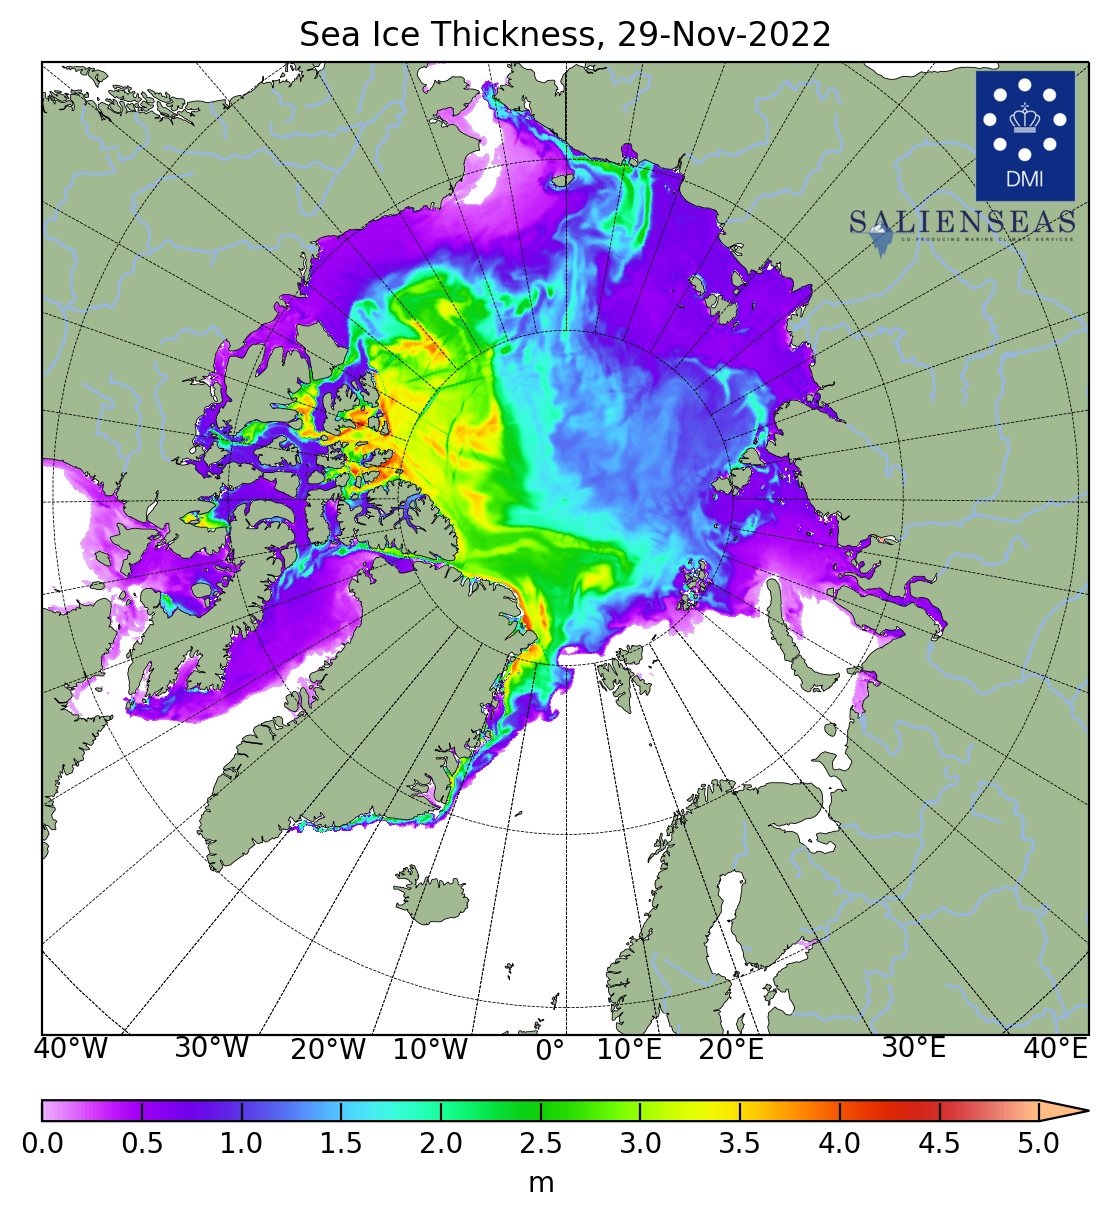 Sea Ice Thickness, 29-Nov-2022
DMI
SALIENSEAS
CO-PRODUCING MARINE CLIMATE SERVICES
40°W 30°W 20°W 10°W 0° 10°E 20°E 30°E 40°E
0.0 0.5 1.0 1.5 2.0 2.5 3.0 3.5 4.0 4.5 5.0
m